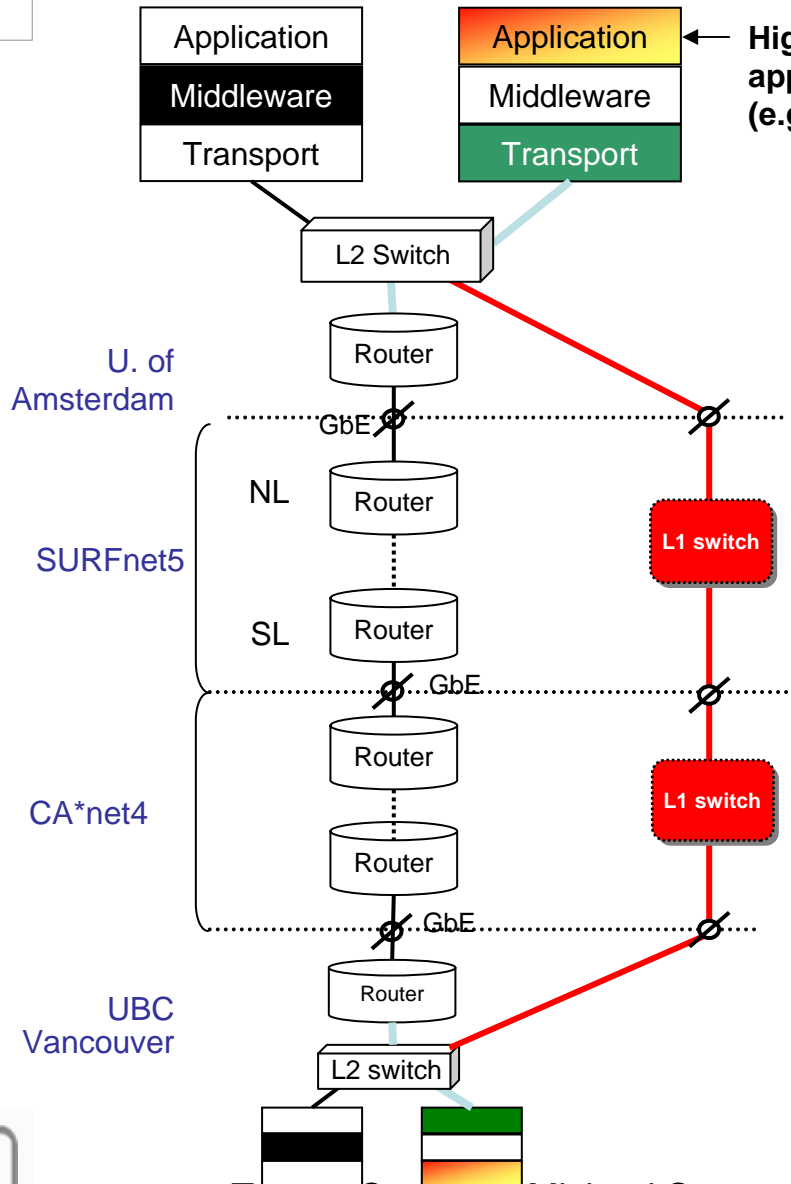 Application
Middleware
Transport
Application
Middleware
Transport
L2 Switch
Router
U. of
Amsterdam
GbE
NL
Router
L1 switch
SURFnet5
SL
Router
GbE
Router
CA*net4
L1 switch
Router
GbE
Router
UBC
Vancouver
L2 switch